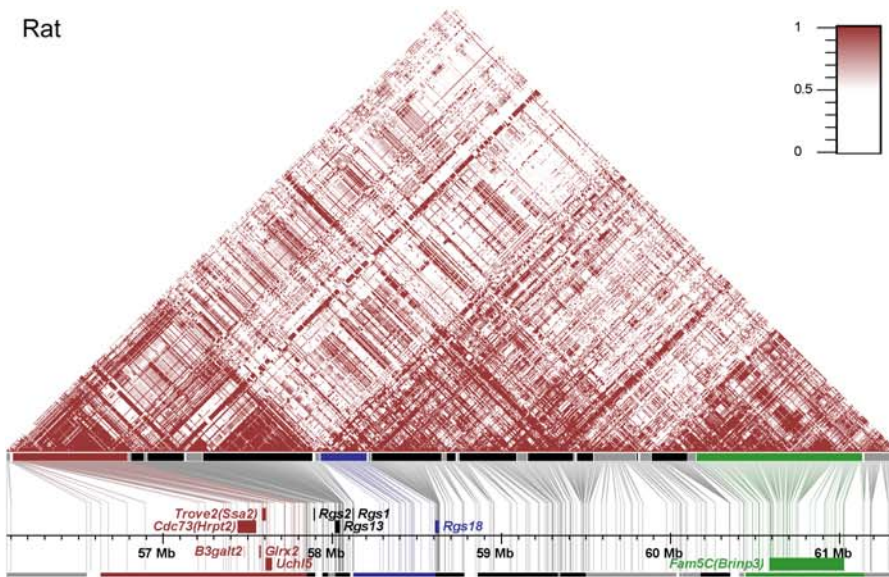 Rat
1
0.5
0
Trove2(Ssa2) Rgs2 Rgs1
Cdc73(Hrpt2) Rgs13 Rgs18
57 Mb 58 Mb 59 Mb 60 Mb 61 Mb
B3galt2 Glrx2 Fam5C(Brinp3)
Uchl5